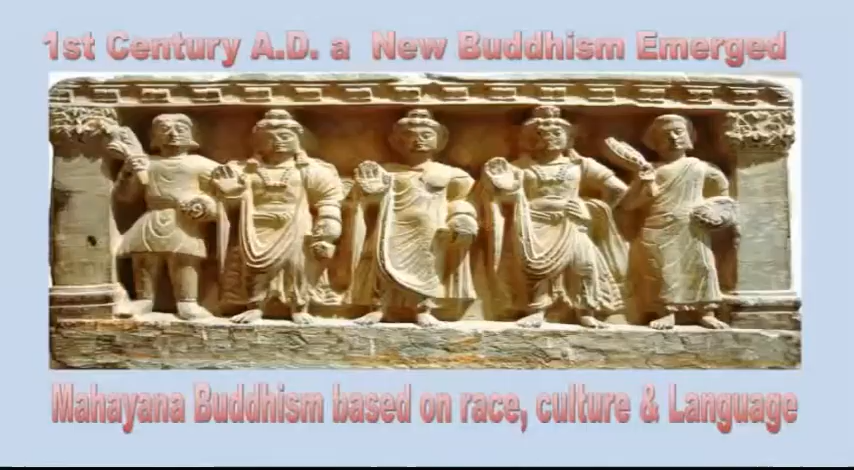 1st Century A.D. a New Buddhism Emerged
Mahayana Buddhism based on race, culture & Language